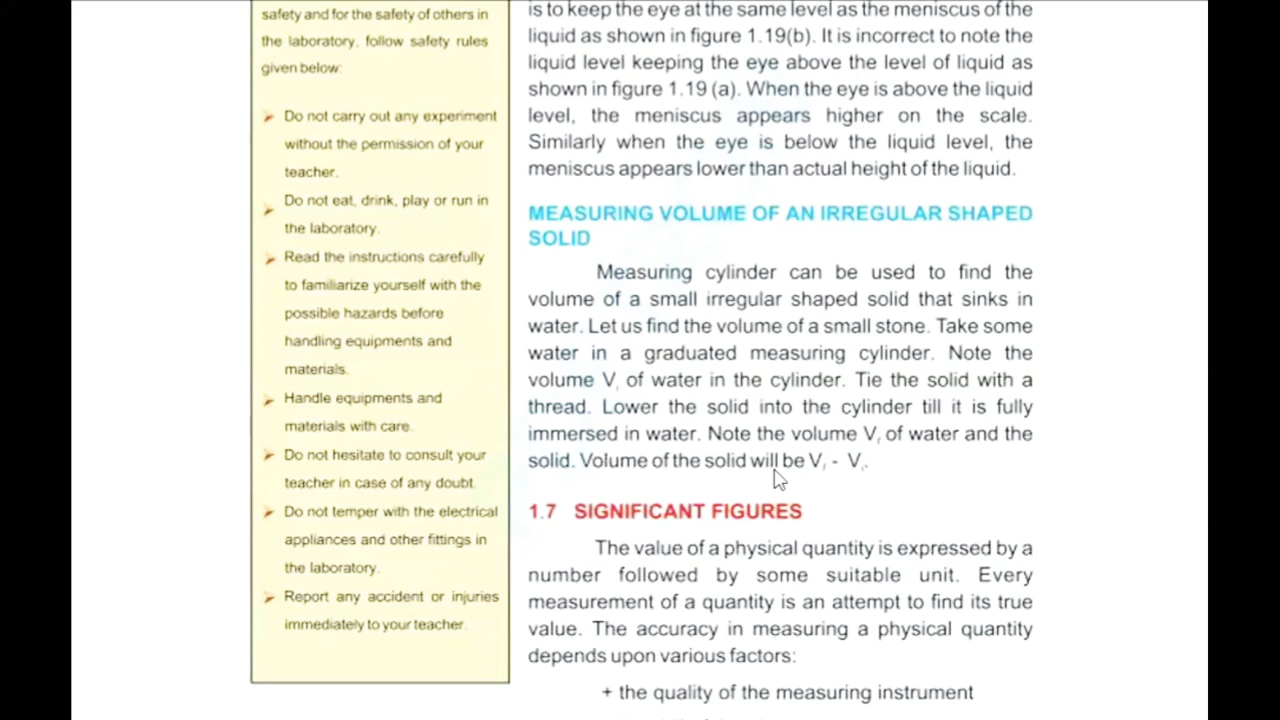 safety and for the safety of others in
the laboratory, follow safety rules
given below:
➤ Do not carry out any experiment
without the permission of your
teacher.
➤ Do not eat, drink, play or run in
the laboratory.
➤ Read the instructions carefully
to familiarize yourself with the
possible hazards before
handling equipments and
materials.
➤ Handle equipments and
materials with care.
➤ Do not hesitate to consult your
teacher in case of any doubt.
➤ Do not temper with the electrical
appliances and other fittings in
the laboratory.
➤ Report any accident or injuries
immediately to your teacher.
is to keep the eye at the same level as the meniscus of the
liquid as shown in figure 1.19(b). It is incorrect to note the
liquid level keeping the eye above the level of liquid as
shown in figure 1.19 (a). When the eye is above the liquid
level, the meniscus appears higher on the scale.
Similarly when the eye is below the liquid level, the
meniscus appears lower than actual height of the liquid.
MEASURING VOLUME OF AN IRREGULAR SHAPED
SOLID
Measuring cylinder can be used to find the
volume of a small irregular shaped solid that sinks in
water. Let us find the volume of a small stone. Take some
water in a graduated measuring cylinder. Note the
volume Vᵢ of water in the cylinder. Tie the solid with a
thread. Lower the solid into the cylinder till it is fully
immersed in water. Note the volume V of water and the
solid. Volume of the solid will be V - V.
1.7 SIGNIFICANT FIGURES
The value of a physical quantity is expressed by a
number followed by some suitable unit. Every
measurement of a quantity is an attempt to find its true
value. The accuracy in measuring a physical quantity
depends upon various factors:
+ the quality of the measuring instrument